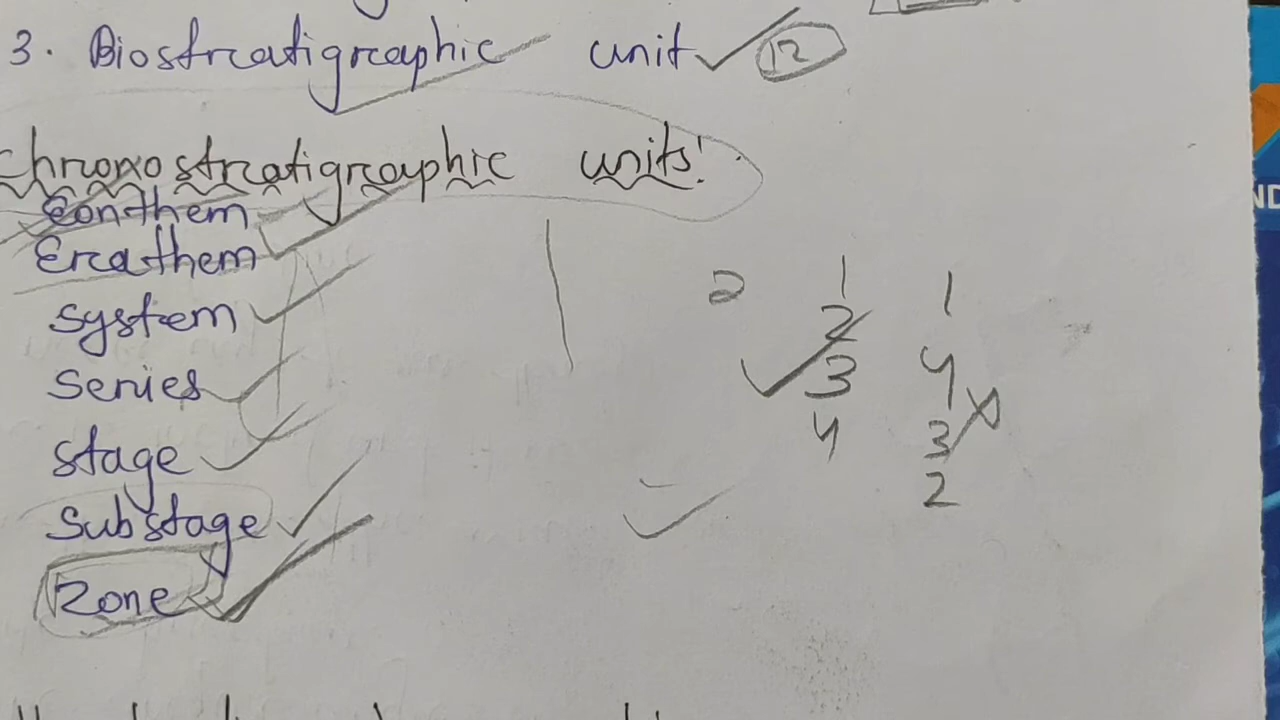 3. Biostratigraphic unit 12
Chronostratigraphic units:
Eonthem
Erathem
System
Series
Stage
Substage
Zone
2 1 1
2 4
3 3
4 2
ND